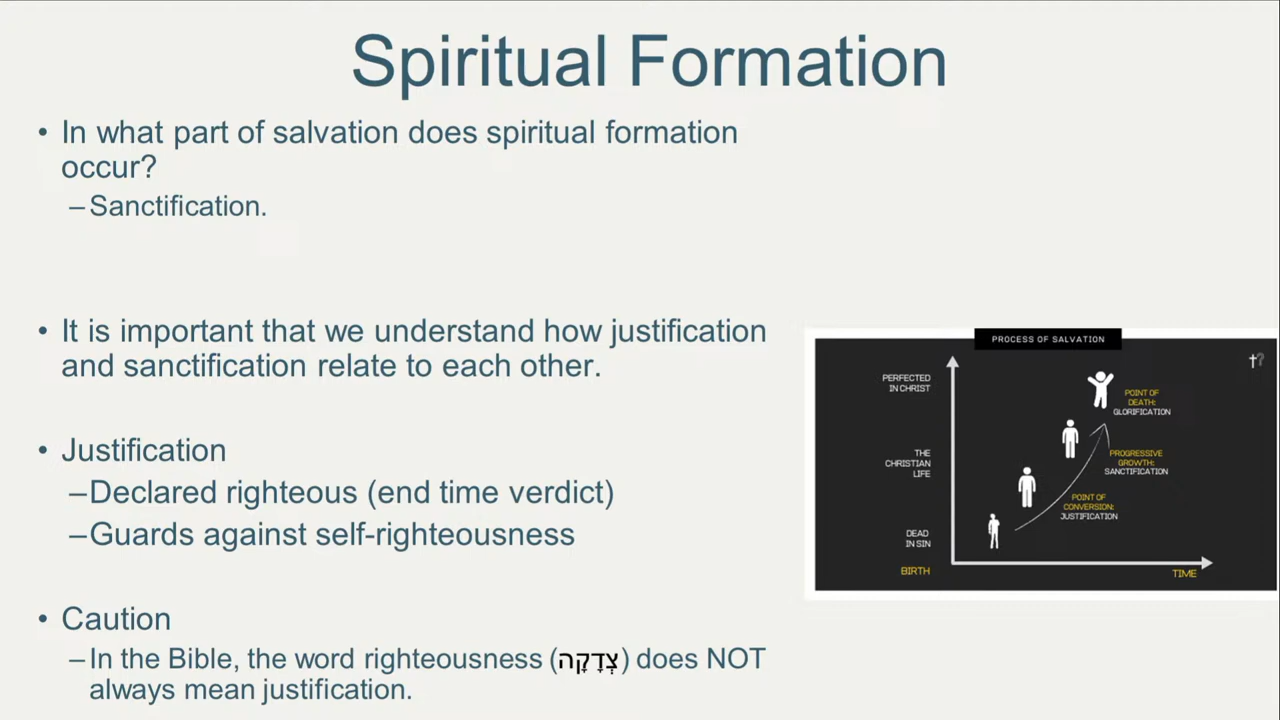 Spiritual Formation
• In what part of salvation does spiritual formation
occur?
– Sanctification.
• It is important that we understand how justification
and sanctification relate to each other.
• Justification
– Declared righteous (end time verdict)
– Guards against self-righteousness
• Caution
– In the Bible, the word righteousness (צְדָקָה) does NOT
always mean justification.
PROCESS OF SALVATION
†?
PERFECTED
IN CHRIST
POINT OF
DEATH:
GLORIFICATION
THE
CHRISTIAN
LIFE
PROGRESSIVE
GROWTH:
SANCTIFICATION
POINT OF
CONVERSION:
JUSTIFICATION
DEAD
IN SIN
BIRTH
TIME